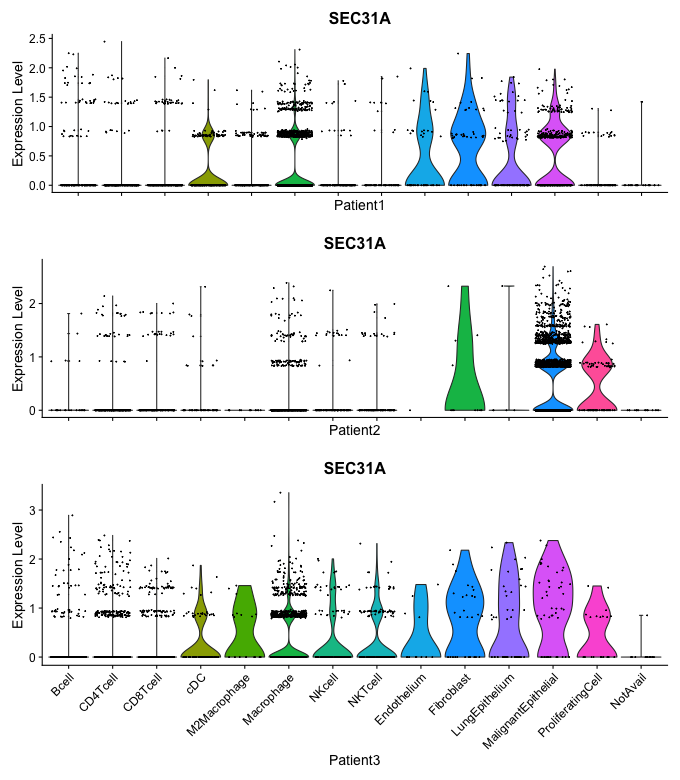 SEC31A
Expression Level
2.5
2.0
1.5
1.0
0.5
0.0
Patient1
SEC31A
Expression Level
2
1
0
Patient2
SEC31A
Expression Level
3
2
1
0
Bcell
CD4Tcell
CD8Tcell
cDC
M2Macrophage
Macrophage
NKcell
NKTcell
Endothelium
Fibroblast
LungEpithelium
MalignantEpithelial
ProliferatingCell
NotAvail
Patient3